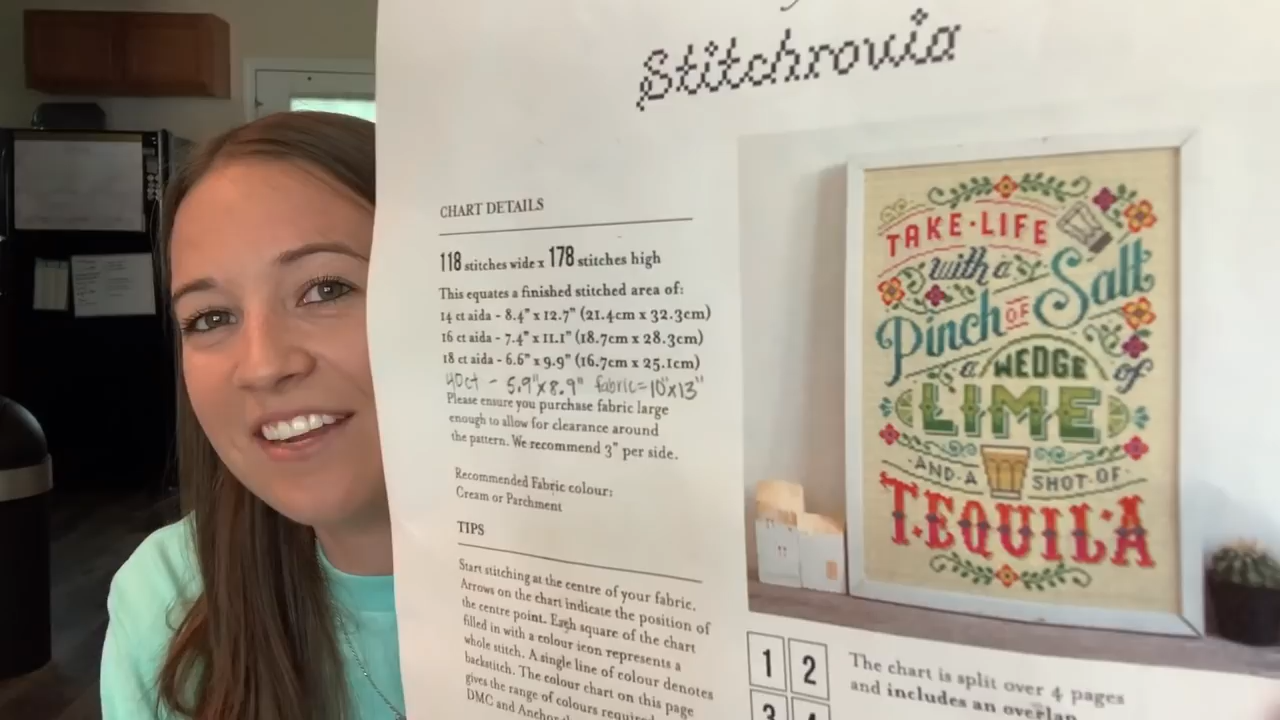 Stitchrovia
CHART DETAILS
118 stitches wide x 178 stitches high
This equates a finished stitched area of:
14 ct aida - 8.4" x 12.7" (21.4cm x 32.3cm)
16 ct aida - 7.4" x 11.1" (18.7cm x 28.3cm)
18 ct aida - 6.6" x 9.9" (16.7cm x 25.1cm)
40ct - 5.9"x8.9" fabric=10"x13"
Please ensure you purchase fabric large
enough to allow for clearance around
the pattern. We recommend 3" per side.
Recommended Fabric colour:
Cream or Parchment
TIPS
Start stitching at the centre of your fabric.
Arrows on the chart indicate the position of
the centre point. Each square of the chart
filled in with a colour icon represents a
whole stitch. A single line of colour denotes
backstitch. The colour chart on this page
gives the range of colours required
DMC and Anchor
TAKE·LIFE
with a
Salt
Pinch OF
a WEDGE of
LIME
·AND·A SHOT·OF·
TEQUILA
1 2
3 4
The chart is split over 4 pages
and includes an overlap